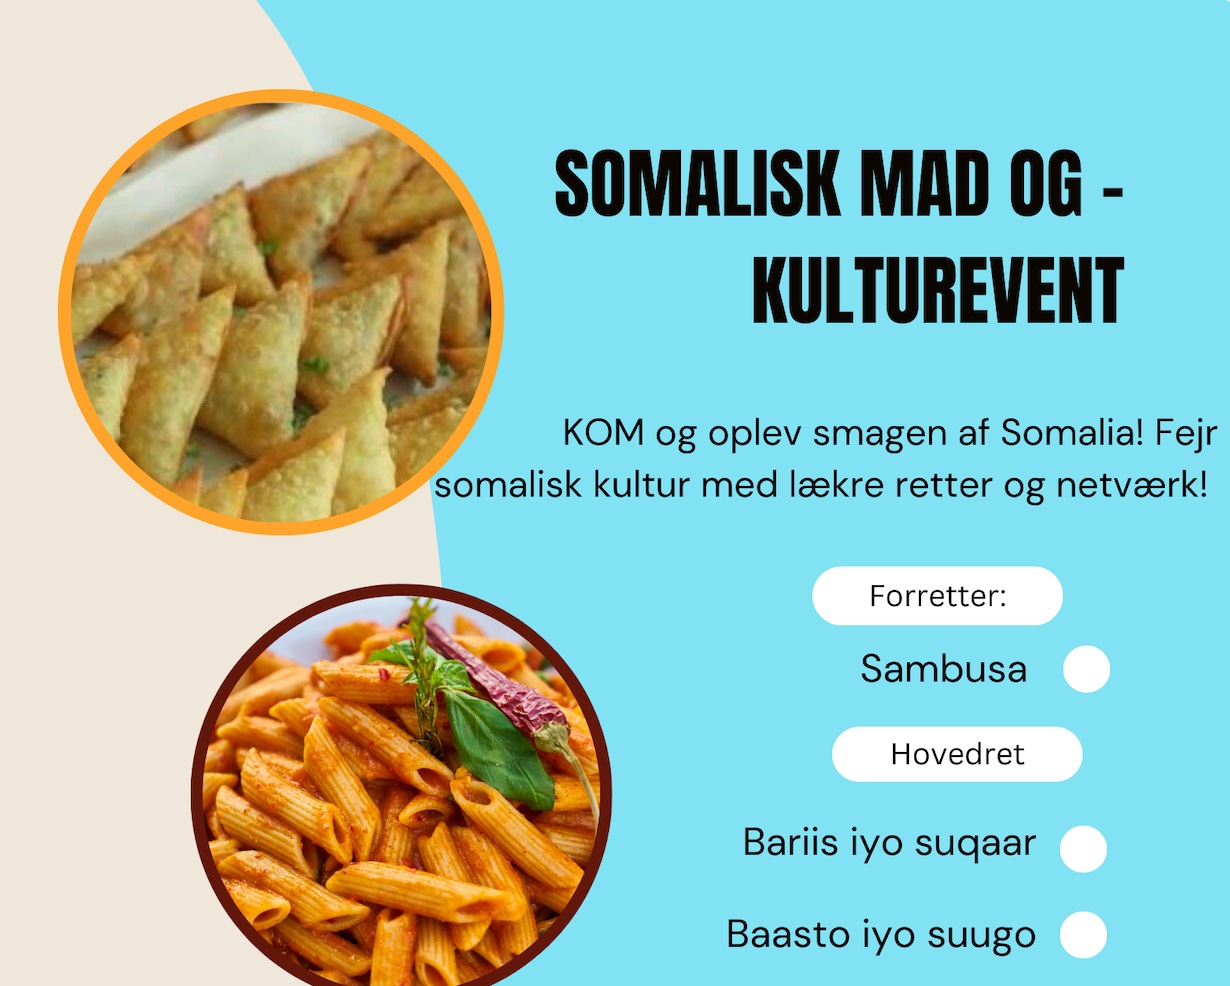 SOMALISK MAD OG -
KULTUREVENT
KOM og oplev smagen af Somalia! Fejr
somalisk kultur med lækre retter og netværk!
Forretter:
Sambusa
Hovedret
Bariis iyo suqaar
Baasto iyo suugo